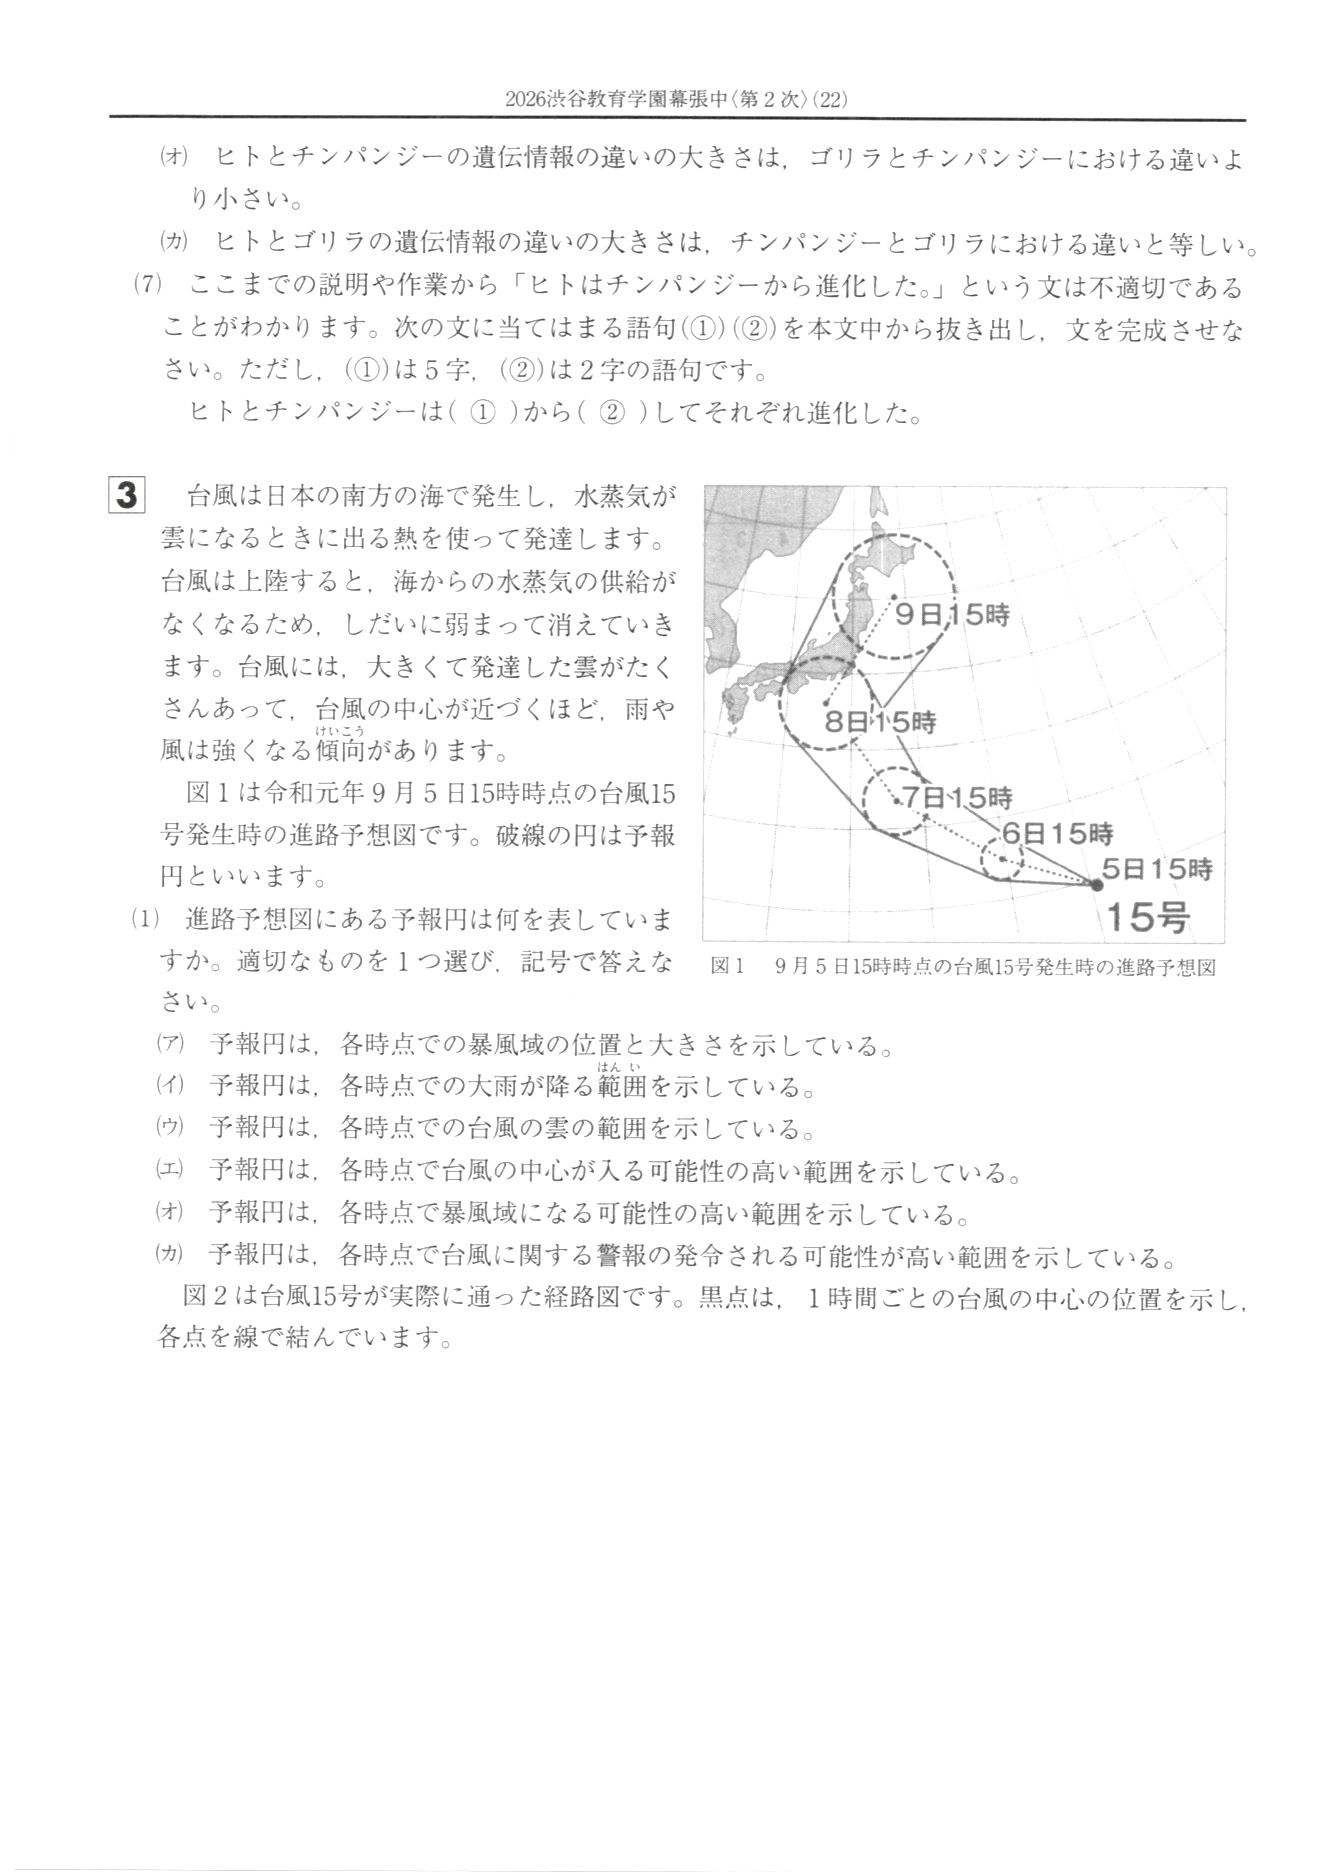 2026渋谷教育学園幕張中〈第２次〉(22)
(オ)　ヒトとチンパンジーの遺伝情報の違いの大きさは，ゴリラとチンパンジーにおける違いよ
り小さい。
(カ)　ヒトとゴリラの遺伝情報の違いの大きさは，チンパンジーとゴリラにおける違いと等しい。
(7)　ここまでの説明や作業から「ヒトはチンパンジーから進化した。」という文は不適切である
ことがわかります。次の文に当てはまる語句(①)(②)を本文中から抜き出し，文を完成させな
さい。ただし，(①)は５字，(②)は２字の語句です。
ヒトとチンパンジーは( ① )から( ② )してそれぞれ進化した。
3　台風は日本の南方の海で発生し，水蒸気が
雲になるときに出る熱を使って発達します。
台風は上陸すると，海からの水蒸気の供給が
なくなるため，しだいに弱まって消えていき
ます。台風には，大きくて発達した雲がたく
さんあって，台風の中心が近づくほど，雨や
けいこう
風は強くなる傾向があります。
図１は令和元年９月５日15時時点の台風15
号発生時の進路予想図です。破線の円は予報
円といいます。
(1)　進路予想図にある予報円は何を表していま
すか。適切なものを１つ選び，記号で答えな
さい。
9日15時
8日15時
7日15時
6日15時
5日15時
15号
図１　９月５日15時時点の台風15号発生時の進路予想図
(ア)　予報円は，各時点での暴風域の位置と大きさを示している。
はん い
(イ)　予報円は，各時点での大雨が降る範囲を示している。
(ウ)　予報円は，各時点での台風の雲の範囲を示している。
(エ)　予報円は，各時点で台風の中心が入る可能性の高い範囲を示している。
(オ)　予報円は，各時点で暴風域になる可能性の高い範囲を示している。
(カ)　予報円は，各時点で台風に関する警報の発令される可能性が高い範囲を示している。
図２は台風15号が実際に通った経路図です。黒点は，１時間ごとの台風の中心の位置を示し，
各点を線で結んでいます。